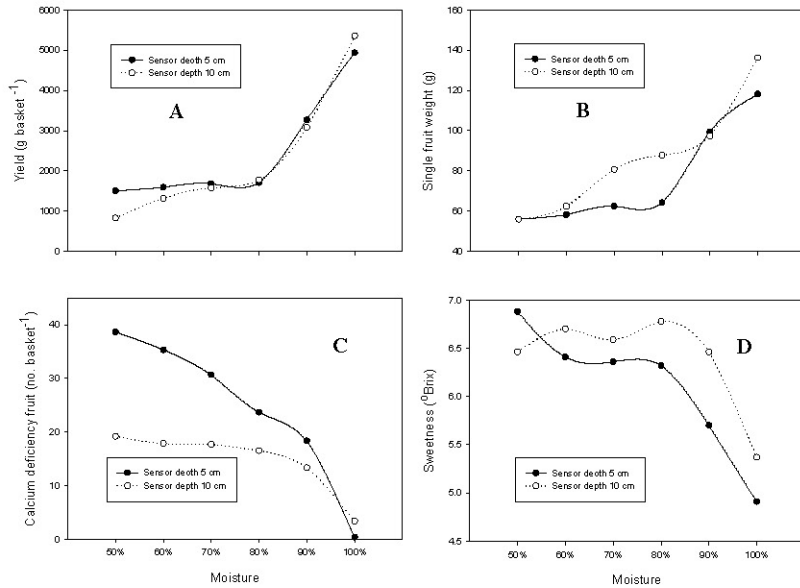 6000
5000
4000
3000
2000
1000
0
Yield (g basket⁻¹)
Sensor deoth 5 cm
Sensor depth 10 cm
A
160
140
120
100
80
60
40
Single fruit weight (g)
Sensor deoth 5 cm
Sensor depth 10 cm
B
40
30
20
10
0
Calcium deficiency fruit (no. basket⁻¹)
C
Sensor deoth 5 cm
Sensor depth 10 cm
50% 60% 70% 80% 90% 100%
Moisture
7.0
6.5
6.0
5.5
5.0
4.5
Sweetness (⁰Brix)
D
Sensor deoth 5 cm
Sensor depth 10 cm
50% 60% 70% 80% 90% 100%
Moisture